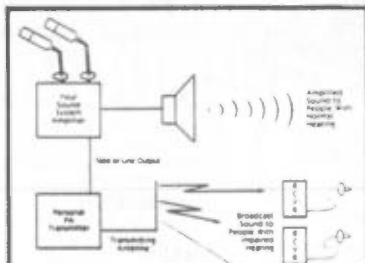 Your
Sound
System
Amplifier
Amplified
Sound to
People With
Normal
Hearing
Tape or Line Output
Personal
PA
Transmitter
Transmitting
Antenna
Broadcast
Sound to
People With
Impaired
Hearing